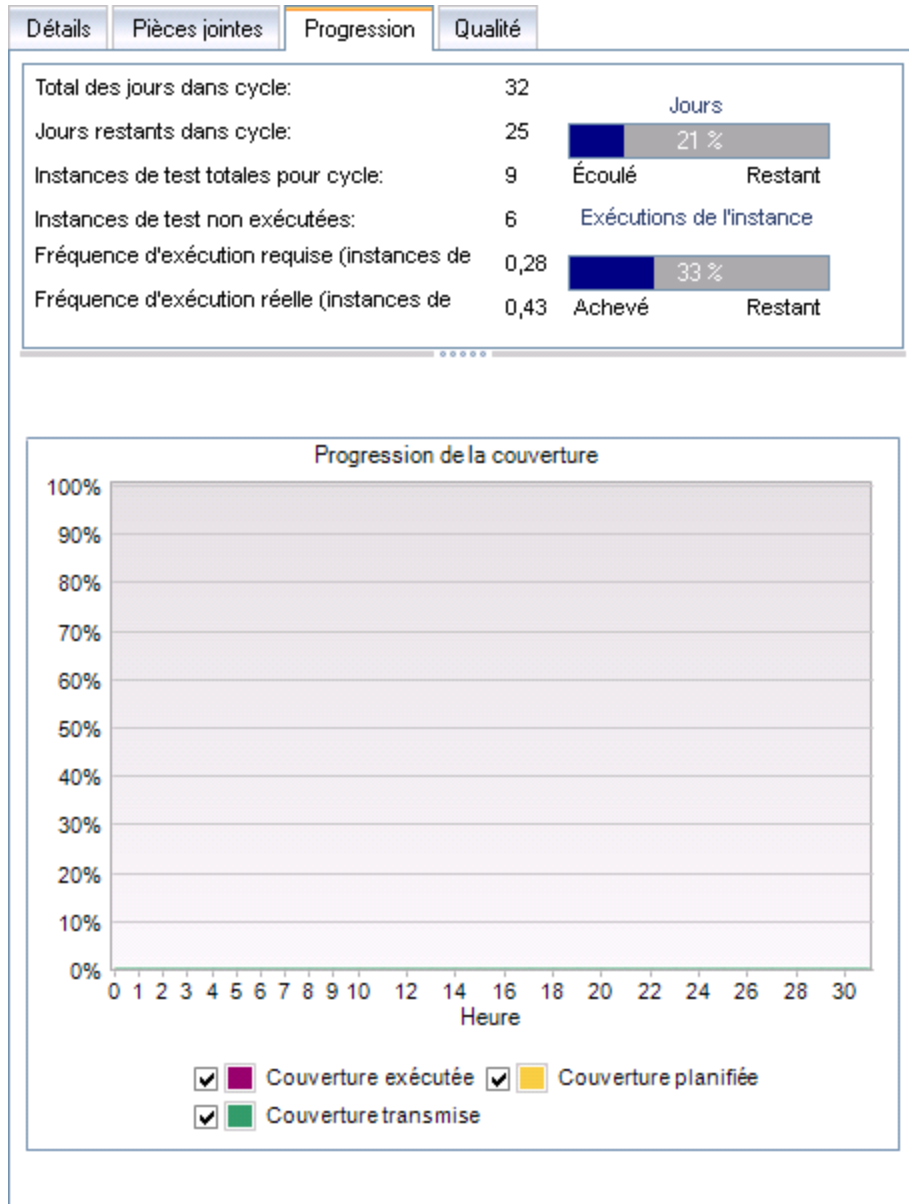 Détails Pièces jointes Progression Qualité
Total des jours dans cycle: 32
Jours
Jours restants dans cycle: 25
21 %
Instances de test totales pour cycle: 9
Écoulé Restant
Instances de test non exécutées: 6
Exécutions de l'instance
Fréquence d'exécution requise (instances de 0,28
33 %
Fréquence d'exécution réelle (instances de 0,43
Achevé Restant
Progression de la couverture
100%
90%
80%
70%
60%
50%
40%
30%
20%
10%
0%
0 1 2 3 4 5 6 7 8 9 10 12 14 16 18 20 22 24 26 28 30
Heure
Couverture exécutée Couverture planifiée
Couverture transmise